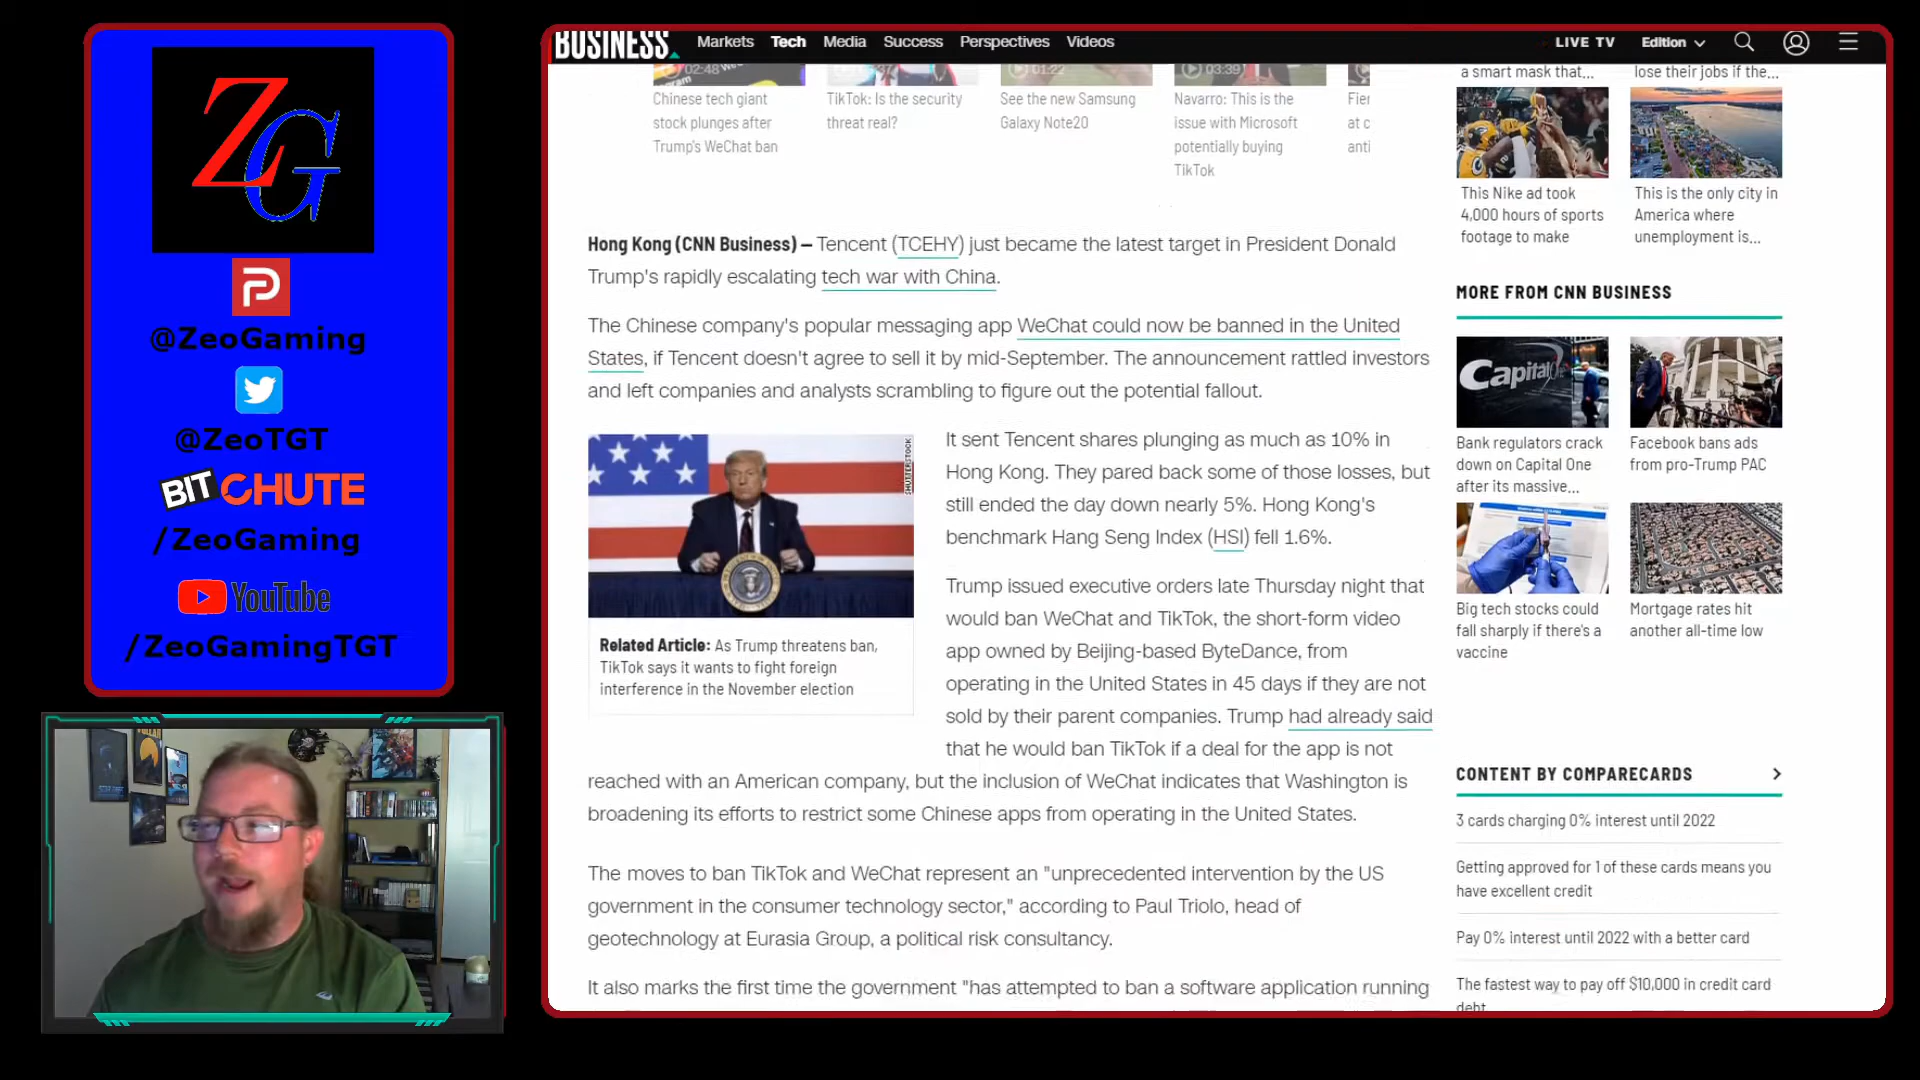 ZG
@ZeoGaming
@ZeoTGT
BITCHUTE
/ZeoGaming
YouTube
/ZeoGamingTGT
BUSINESS
Markets Tech Media Success Perspectives Videos
LIVE TV Edition
02:48
01:22
03:39
Chinese tech giant
stock plunges after
Trump's WeChat ban
TikTok: Is the security
threat real?
See the new Samsung
Galaxy Note20
Navarro: This is the
issue with Microsoft
potentially buying
TikTok
Fier
at c
anti
Hong Kong (CNN Business) – Tencent (TCEHY) just became the latest target in President Donald
Trump's rapidly escalating tech war with China.
The Chinese company's popular messaging app WeChat could now be banned in the United
States, if Tencent doesn't agree to sell it by mid-September. The announcement rattled investors
and left companies and analysts scrambling to figure out the potential fallout.
SHUTTERSTOCK
Related Article: As Trump threatens ban,
TikTok says it wants to fight foreign
interference in the November election
It sent Tencent shares plunging as much as 10% in
Hong Kong. They pared back some of those losses, but
still ended the day down nearly 5%. Hong Kong's
benchmark Hang Seng Index (HSI) fell 1.6%.
Trump issued executive orders late Thursday night that
would ban WeChat and TikTok, the short-form video
app owned by Beijing-based ByteDance, from
operating in the United States in 45 days if they are not
sold by their parent companies. Trump had already said
that he would ban TikTok if a deal for the app is not
reached with an American company, but the inclusion of WeChat indicates that Washington is
broadening its efforts to restrict some Chinese apps from operating in the United States.
The moves to ban TikTok and WeChat represent an "unprecedented intervention by the US
government in the consumer technology sector," according to Paul Triolo, head of
geotechnology at Eurasia Group, a political risk consultancy.
It also marks the first time the government "has attempted to ban a software application running
a smart mask that...
lose their jobs if the...
This Nike ad took
4,000 hours of sports
footage to make
This is the only city in
America where
unemployment is...
MORE FROM CNN BUSINESS
Capital One
Bank regulators crack
down on Capital One
after its massive...
Facebook bans ads
from pro-Trump PAC
Big tech stocks could
fall sharply if there's a
vaccine
Mortgage rates hit
another all-time low
CONTENT BY COMPARECARDS
3 cards charging 0% interest until 2022
Getting approved for 1 of these cards means you
have excellent credit
Pay 0% interest until 2022 with a better card
The fastest way to pay off $10,000 in credit card
debt